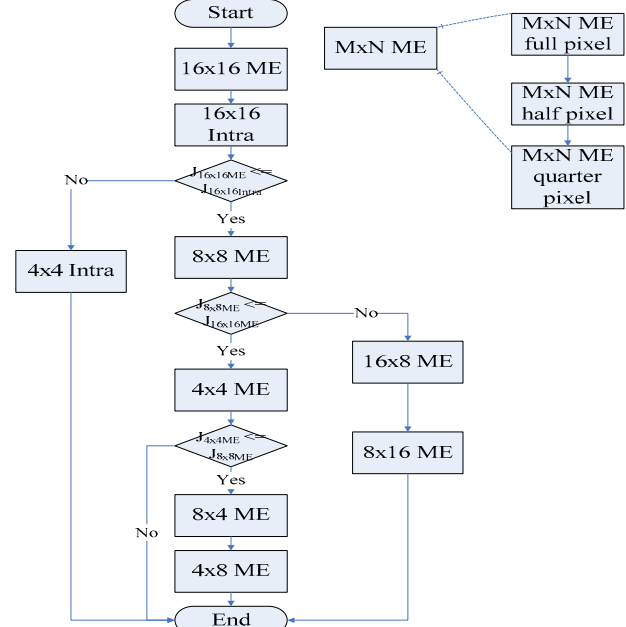 Start
16x16 ME
16x16
Intra
J16x16ME <=
J16x16Intra
No
Yes
4x4 Intra
8x8 ME
J8x8ME <=
J16x16ME
No
Yes
16x8 ME
4x4 ME
8x16 ME
J4x4ME <=
J8x8ME
Yes
No
8x4 ME
4x8 ME
End
MxN ME
MxN ME
full pixel
MxN ME
half pixel
MxN ME
quarter
pixel